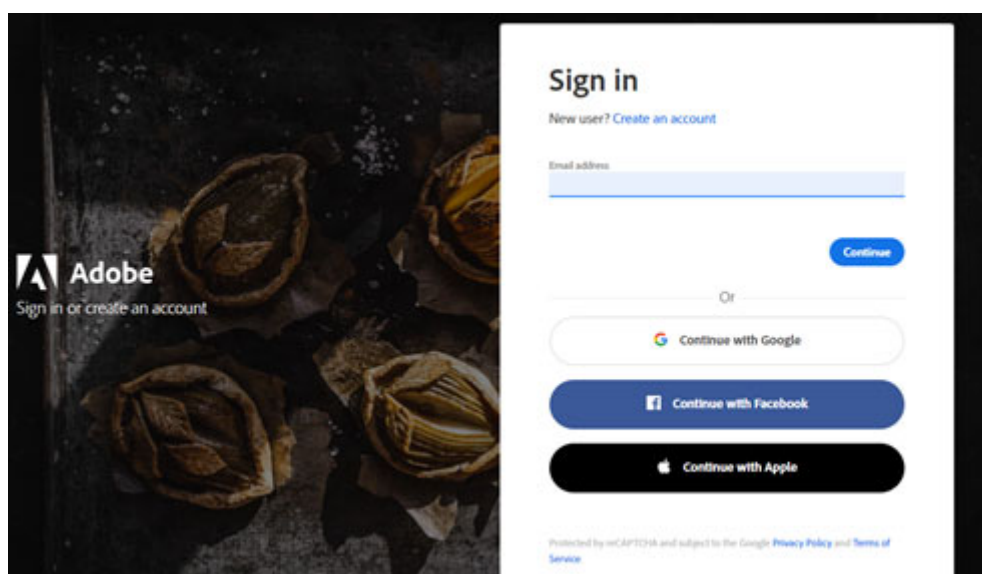 Adobe
Sign in or create an account
Sign in
New user? Create an account
Email address
Continue
Or
Continue with Google
Continue with Facebook
Continue with Apple
Protected by reCAPTCHA and subject to the Google Privacy Policy and Terms of
Service